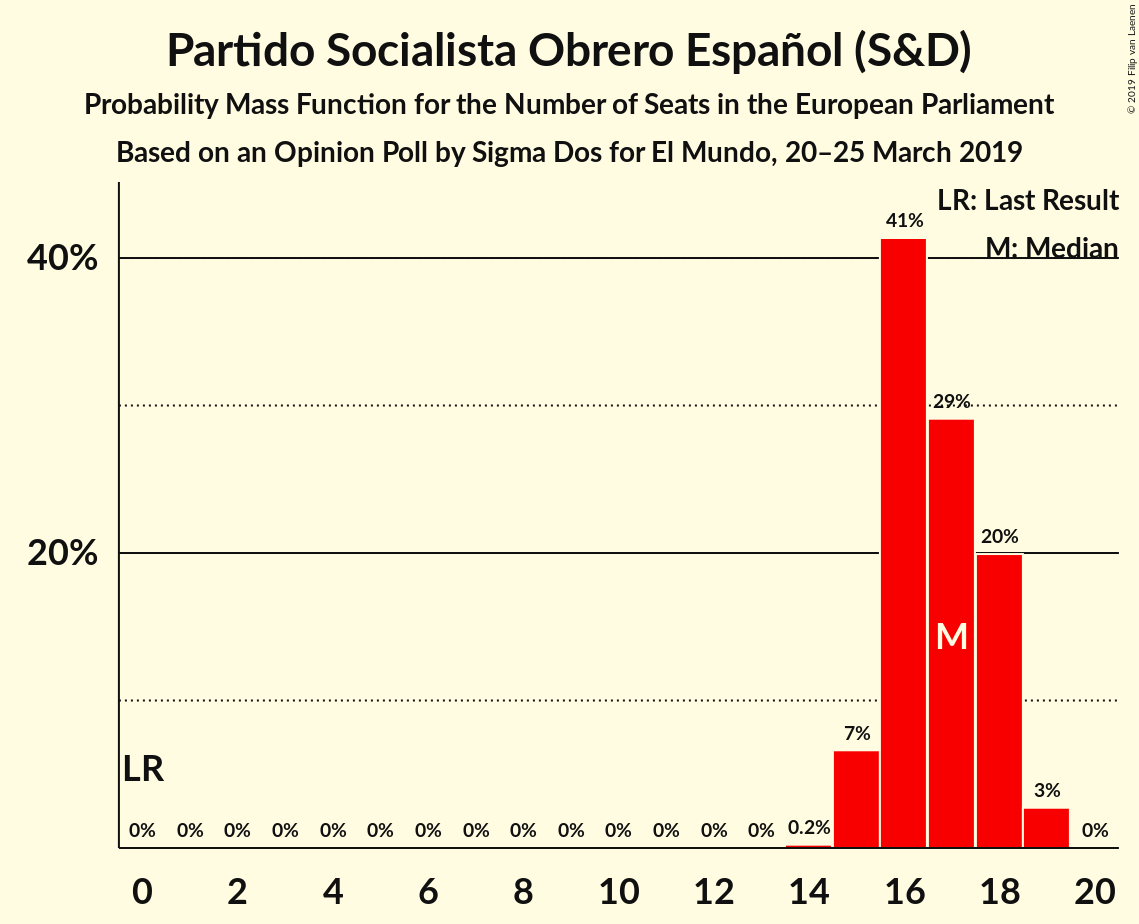 Partido Socialista Obrero Español (S&D)
Probability Mass Function for the Number of Seats in the European Parliament
Based on an Opinion Poll by Sigma Dos for El Mundo, 20–25 March 2019
© 2019 Filip van Laenen
LR: Last Result
M: Median
40%
20%
41%
29%
20%
7%
3%
M
LR
0% 0% 0% 0% 0% 0% 0% 0% 0% 0% 0% 0% 0% 0% 0.2% 0%
0 2 4 6 8 10 12 14 16 18 20